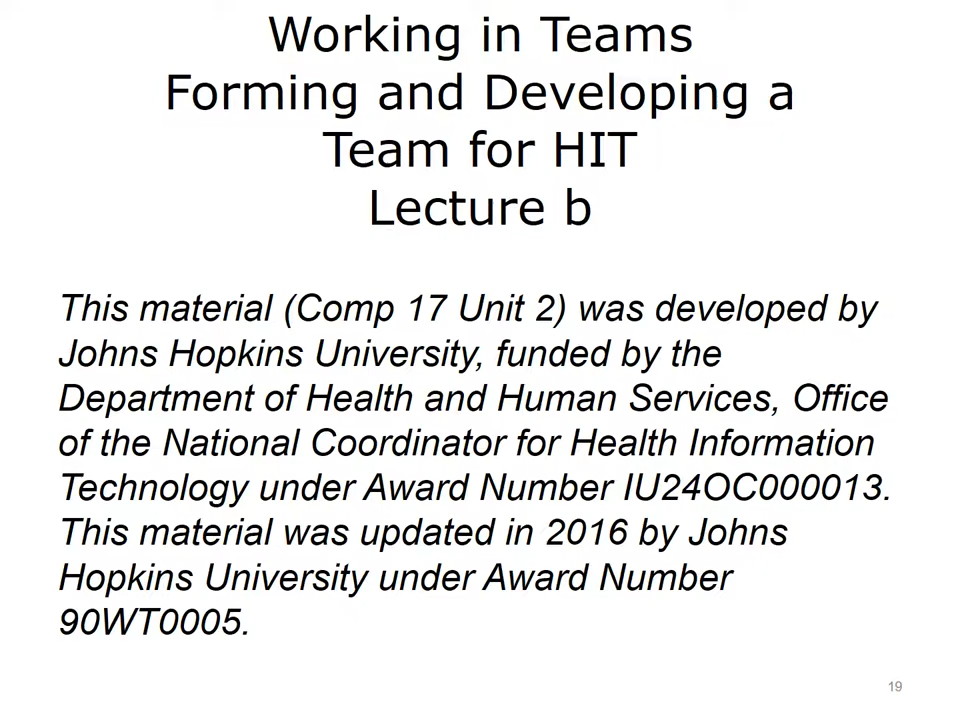 Working in Teams
Forming and Developing a
Team for HIT
Lecture b
This material (Comp 17 Unit 2) was developed by
Johns Hopkins University, funded by the
Department of Health and Human Services, Office
of the National Coordinator for Health Information
Technology under Award Number IU24OC000013.
This material was updated in 2016 by Johns
Hopkins University under Award Number
90WT0005.
19